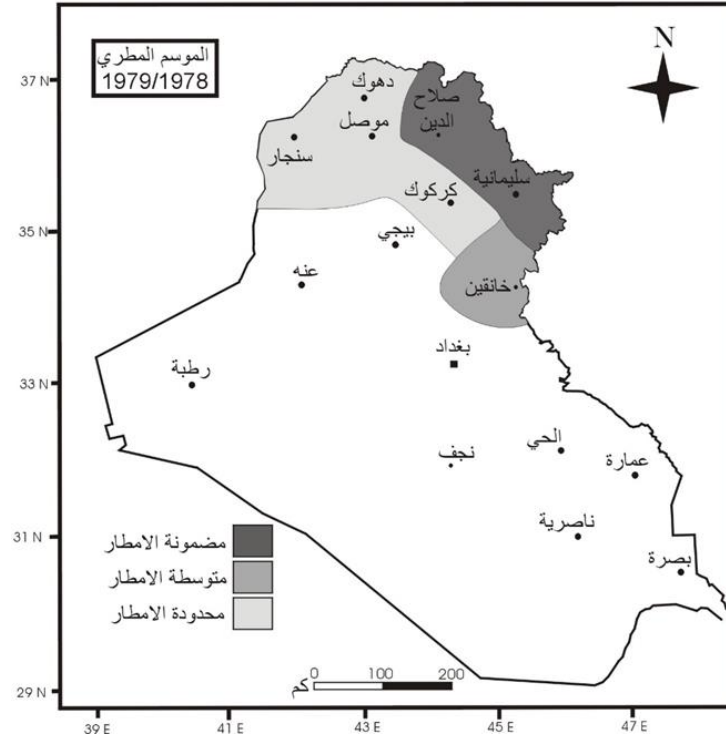 الموسم المطري
1979/1978
N
37 N
35 N
33 N
31 N
29 N
دهوك
صلاح
الدين
موصل
سنجار
سليمانية
كركوك
بيجي
عنه
خانقين
بغداد
رطبة
الحي
نجف
عمارة
ناصرية
بصرة
مضمونة الامطار
متوسطة الامطار
محدودة الامطار
0 100 200
كم
39 E 41 E 43 E 45 E 47 E